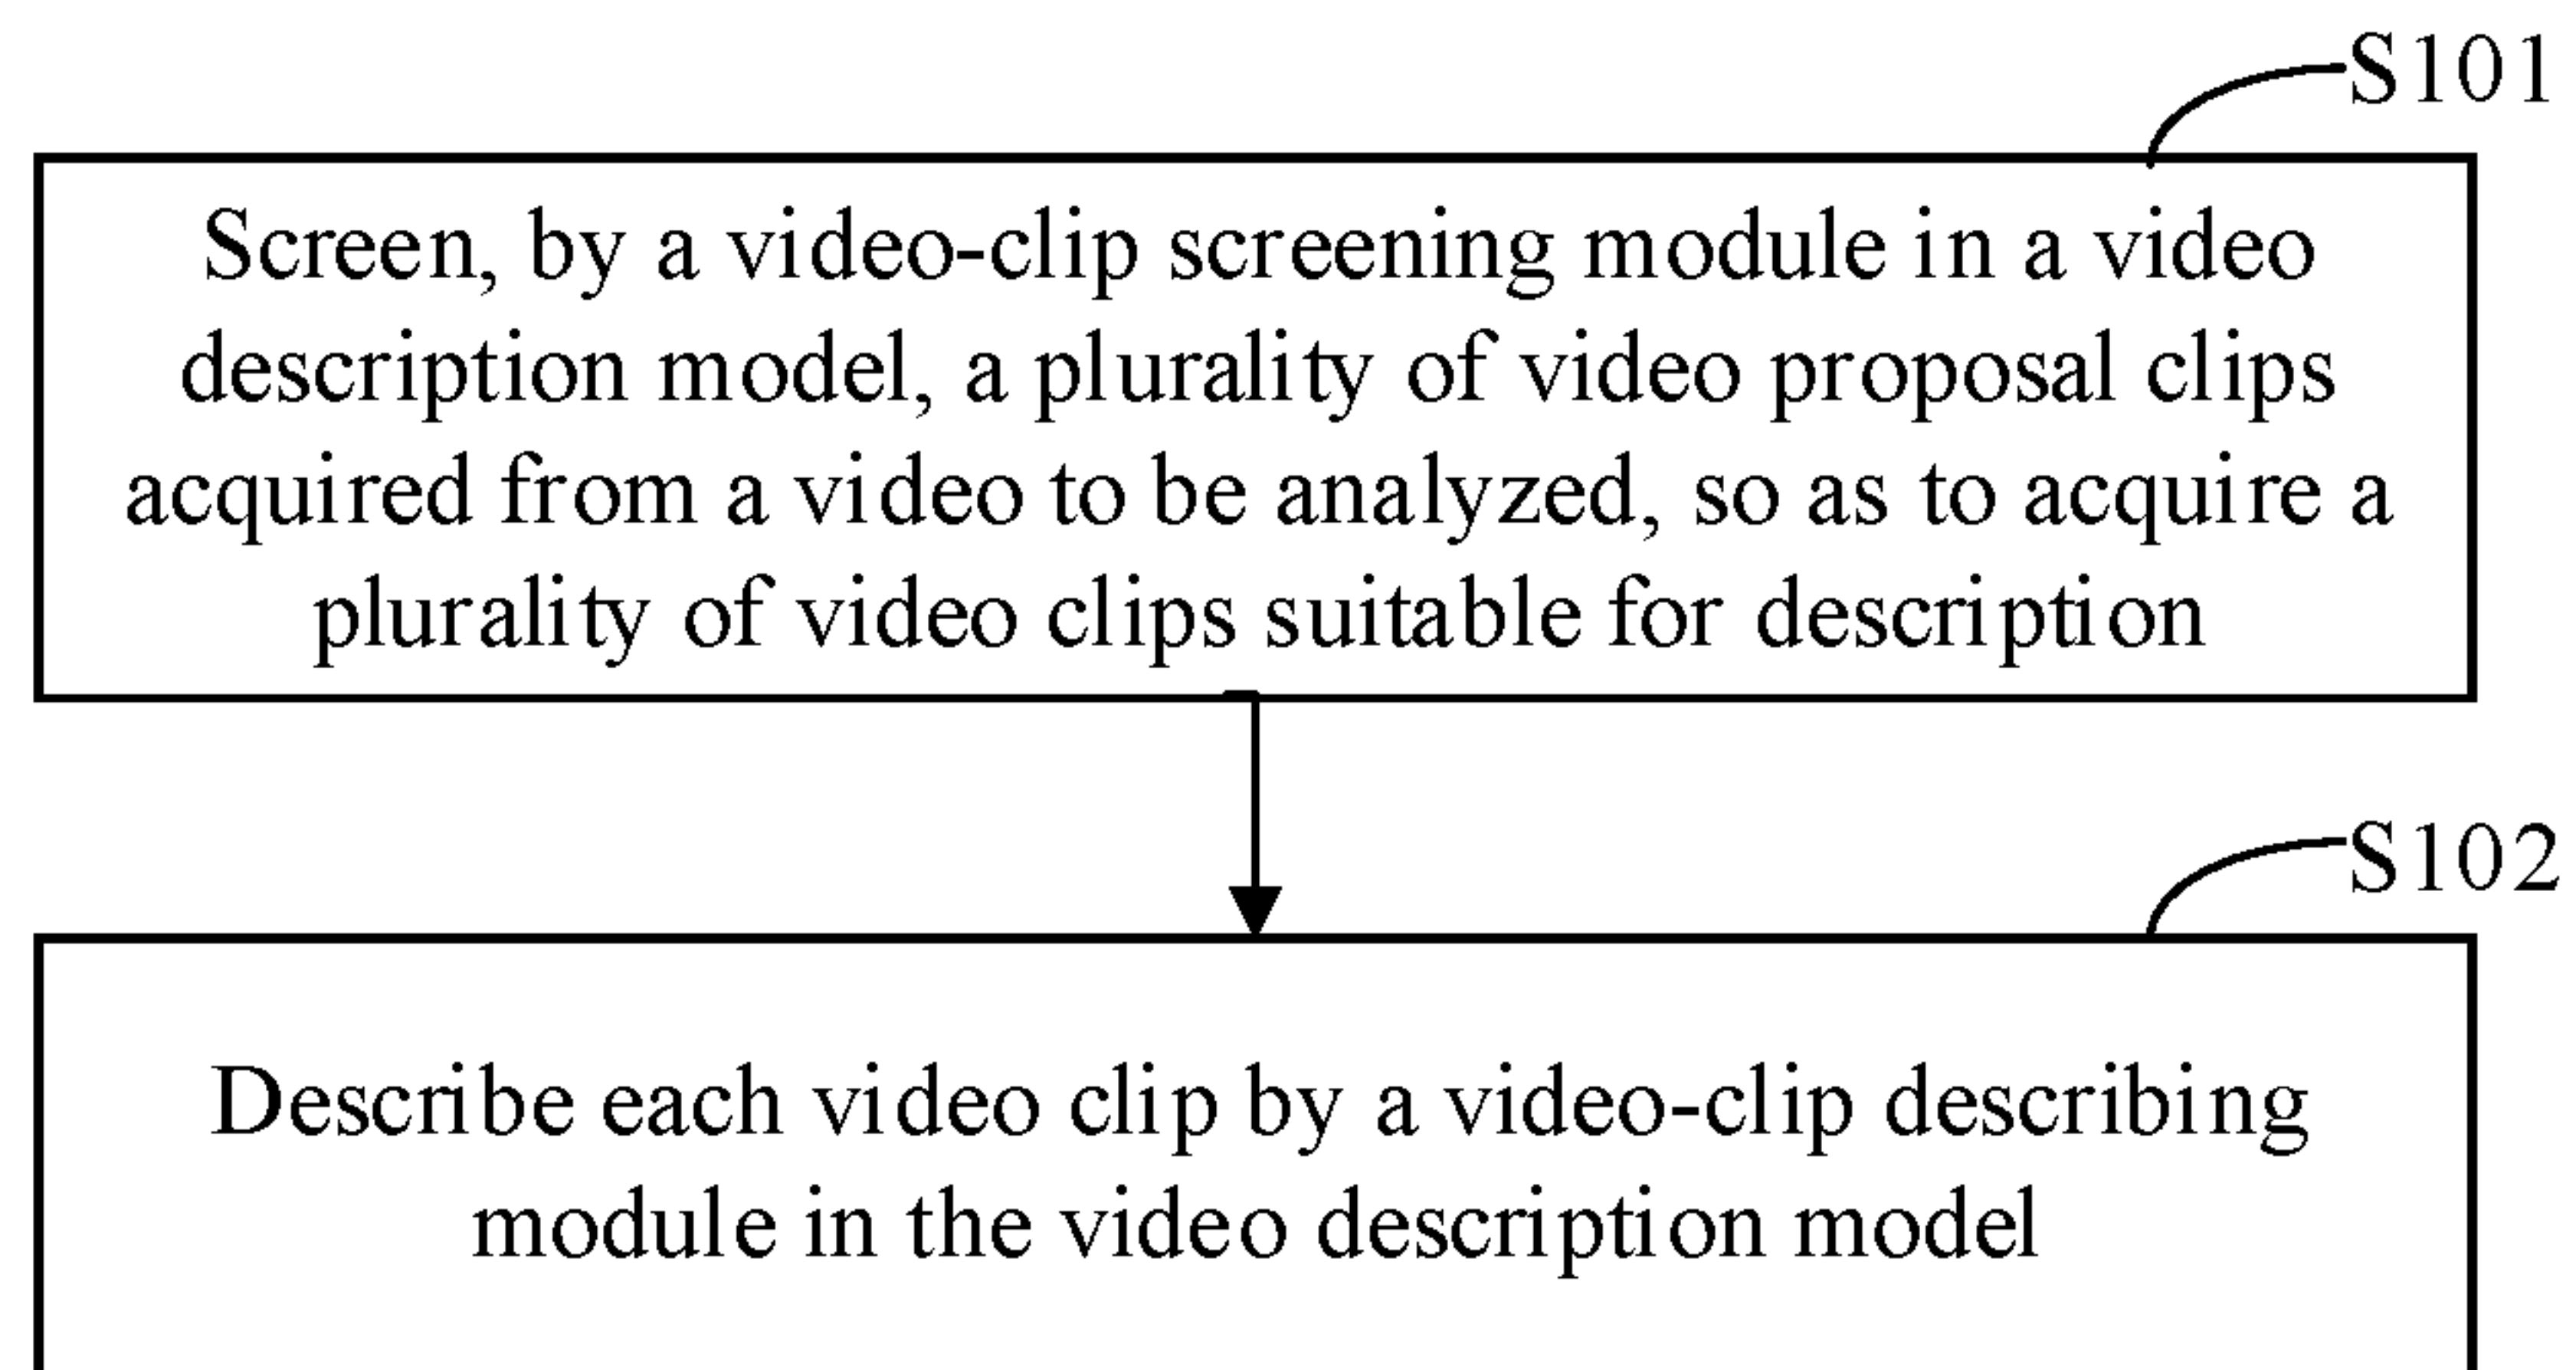 S101
Screen, by a video-clip screening module in a video
description model, a plurality of video proposal clips
acquired from a video to be analyzed, so as to acquire a
plurality of video clips suitable for description
S102
Describe each video clip by a video-clip describing
module in the video description model